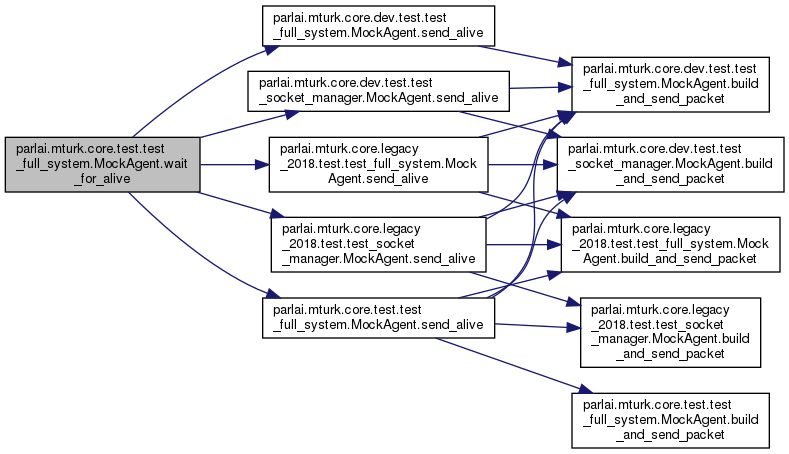 parlai.mturk.core.test.test
_full_system.MockAgent.wait
_for_alive
parlai.mturk.core.dev.test.test
_full_system.MockAgent.send_alive
parlai.mturk.core.dev.test.test
_socket_manager.MockAgent.send_alive
parlai.mturk.core.legacy
_2018.test.test_full_system.Mock
Agent.send_alive
parlai.mturk.core.legacy
_2018.test.test_socket
_manager.MockAgent.send_alive
parlai.mturk.core.test.test
_full_system.MockAgent.send_alive
parlai.mturk.core.dev.test.test
_full_system.MockAgent.build
_and_send_packet
parlai.mturk.core.dev.test.test
_socket_manager.MockAgent.build
_and_send_packet
parlai.mturk.core.legacy
_2018.test.test_full_system.Mock
Agent.build_and_send_packet
parlai.mturk.core.legacy
_2018.test.test_socket
_manager.MockAgent.build
_and_send_packet
parlai.mturk.core.test.test
_full_system.MockAgent.build
_and_send_packet